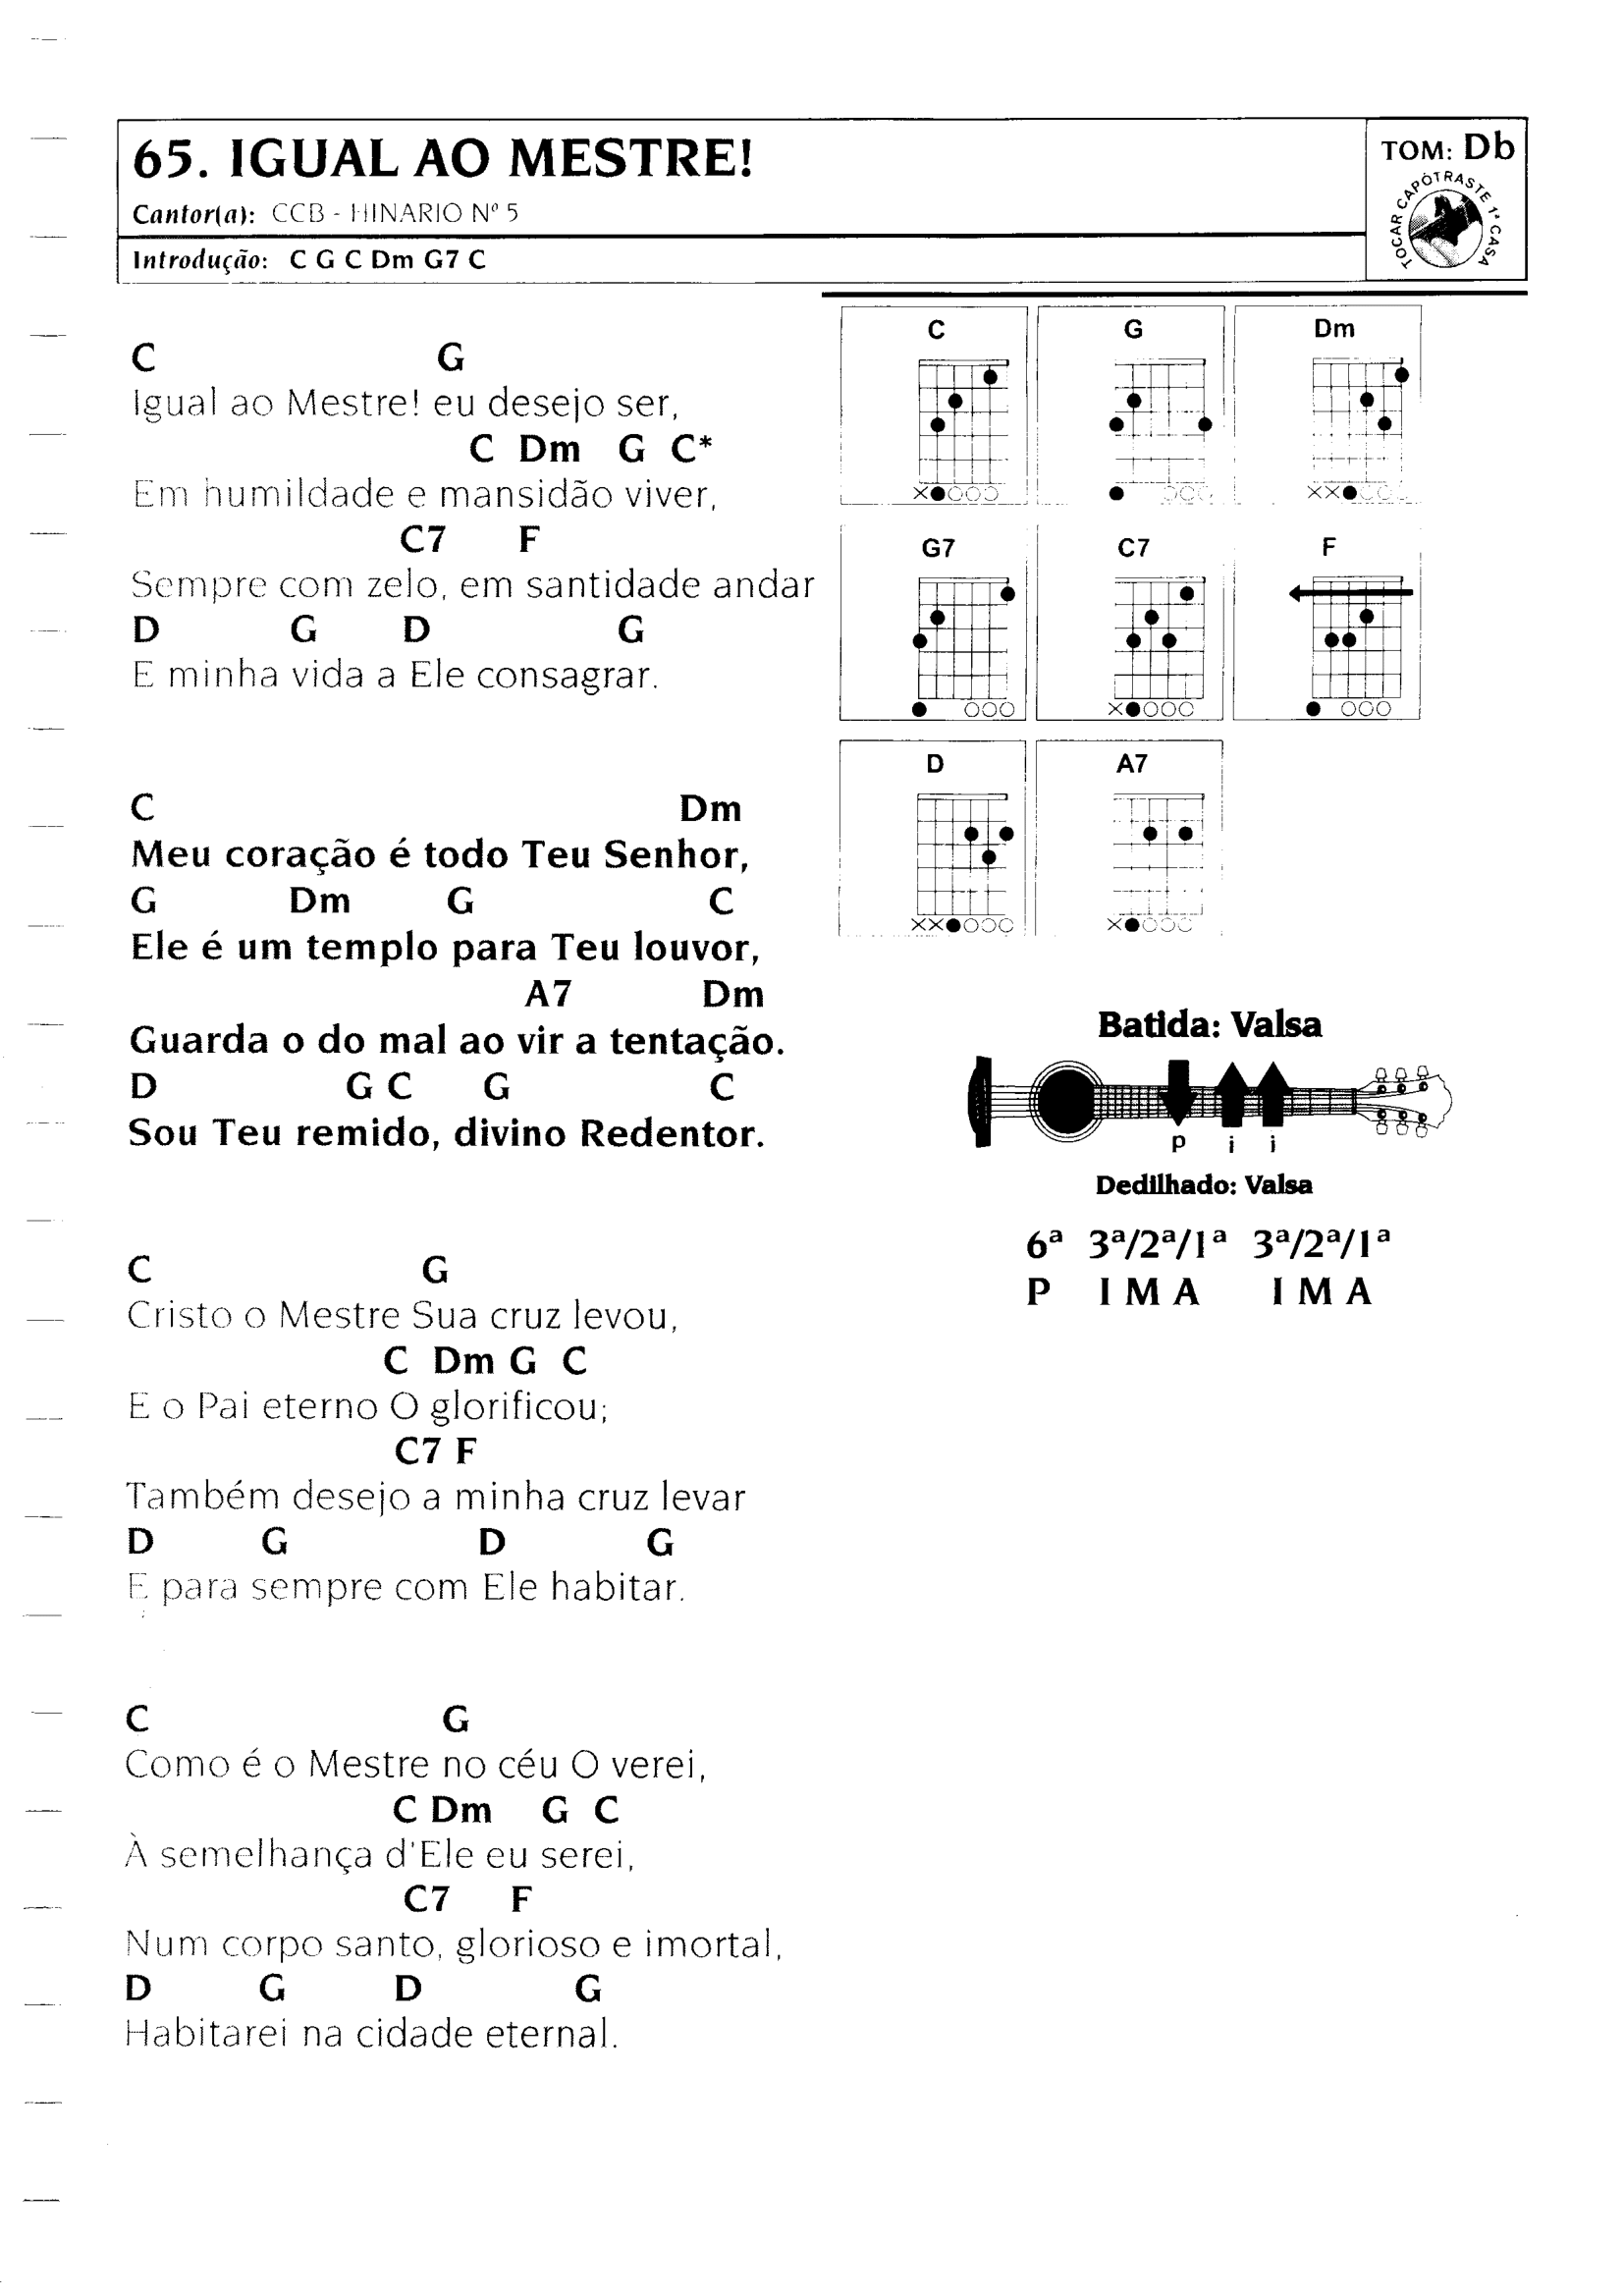 65. IGUAL AO MESTRE!
Cantor(a): CCB - HINARIO Nº 5
Introdução: C G C Dm G7 C
TOM: Db
TOCAR CAPÓTRASTE 1ª CASA
C G
Igual ao Mestre! eu desejo ser,
C Dm G C*
Em humildade e mansidão viver,
C7 F
Sempre com zelo, em santidade andar
D G D G
E minha vida a Ele consagrar.
C Dm
Meu coração é todo Teu Senhor,
G Dm G C
Ele é um templo para Teu louvor,
A7 Dm
Guarda o do mal ao vir a tentação.
D G C G C
Sou Teu remido, divino Redentor.
C G
Cristo o Mestre Sua cruz levou,
C Dm G C
E o Pai eterno O glorificou;
C7 F
Também desejo a minha cruz levar
D G D G
E para sempre com Ele habitar.
C G
Como é o Mestre no céu O verei,
C Dm G C
À semelhança d'Ele eu serei,
C7 F
Num corpo santo, glorioso e imortal,
D G D G
Habitarei na cidade eternal.
C G Dm
G7 C7 F
D A7
Batida: Valsa
p i i
Dedilhado: Valsa
6ª 3ª/2ª/1ª 3ª/2ª/1ª
P I M A I M A